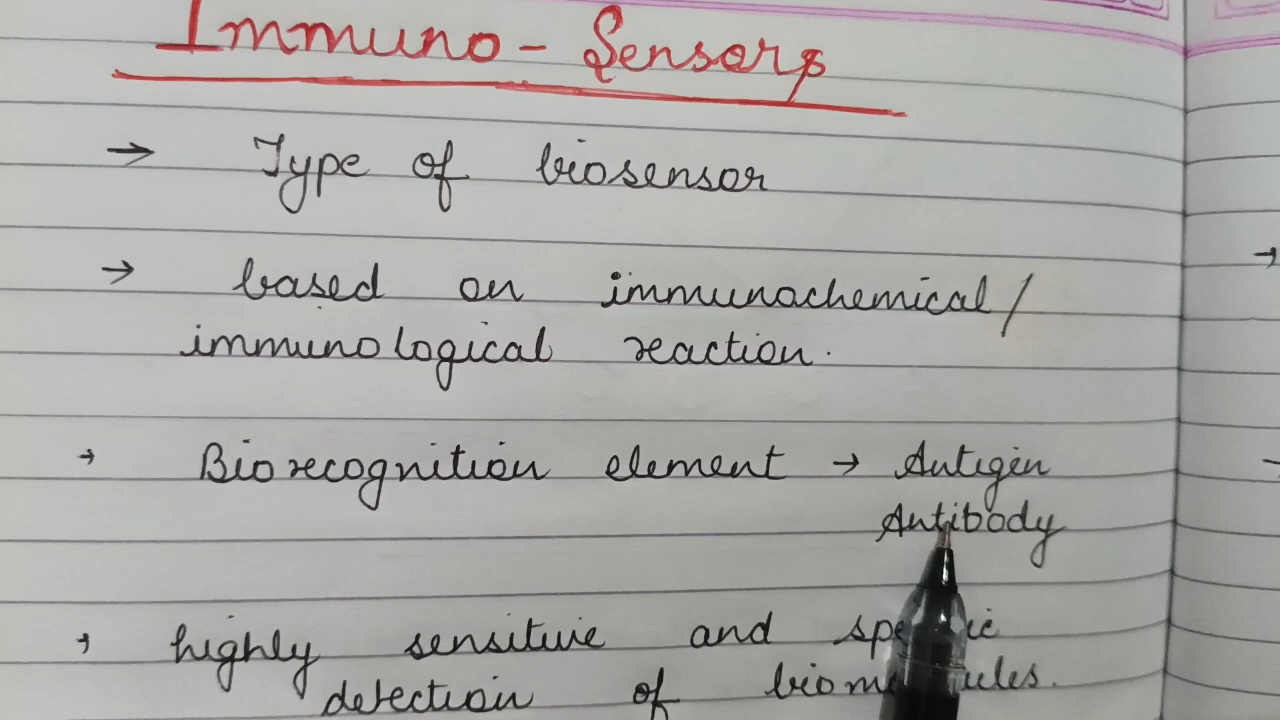 Immuno - Sensors
→ Type of biosensor
→ based on immunochemical/
immunological reaction.
→ Biorecognition element → Antigen
Antibody
→ highly sensitive and
detection of
→